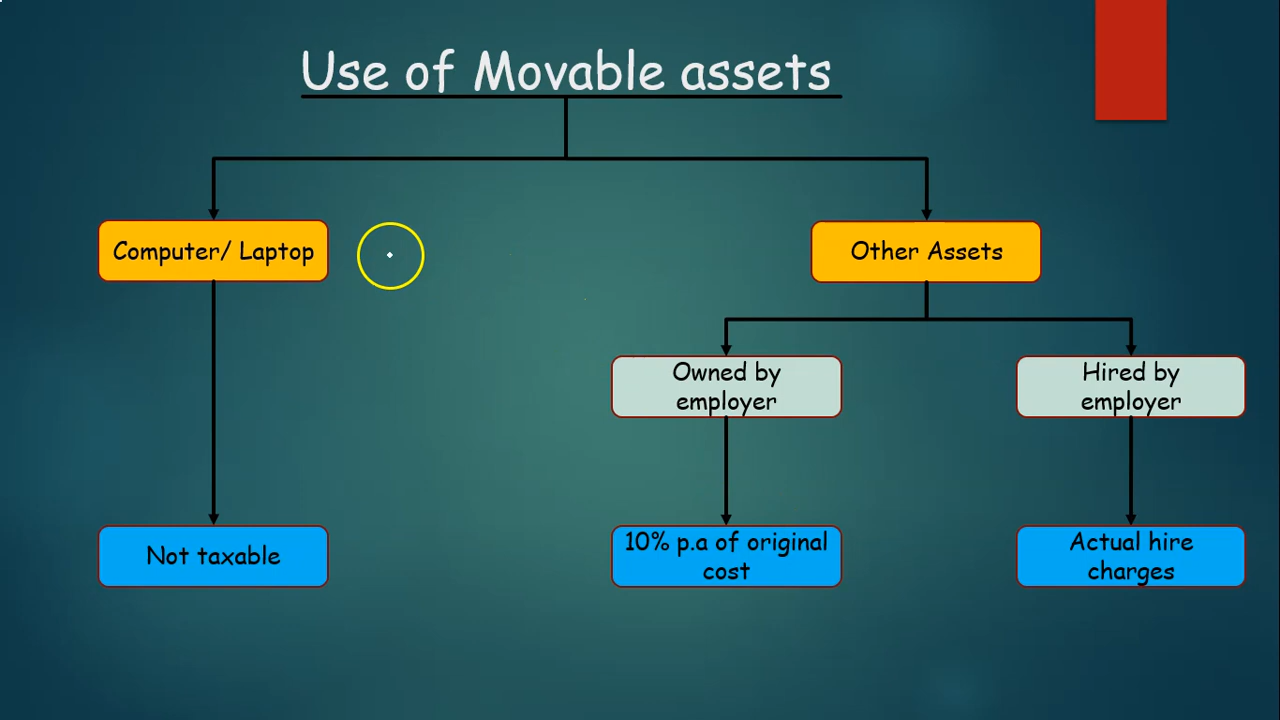 Use of Movable assets
Computer/ Laptop
Other Assets
Owned by
employer
Hired by
employer
Not taxable
10% p.a of original
cost
Actual hire
charges